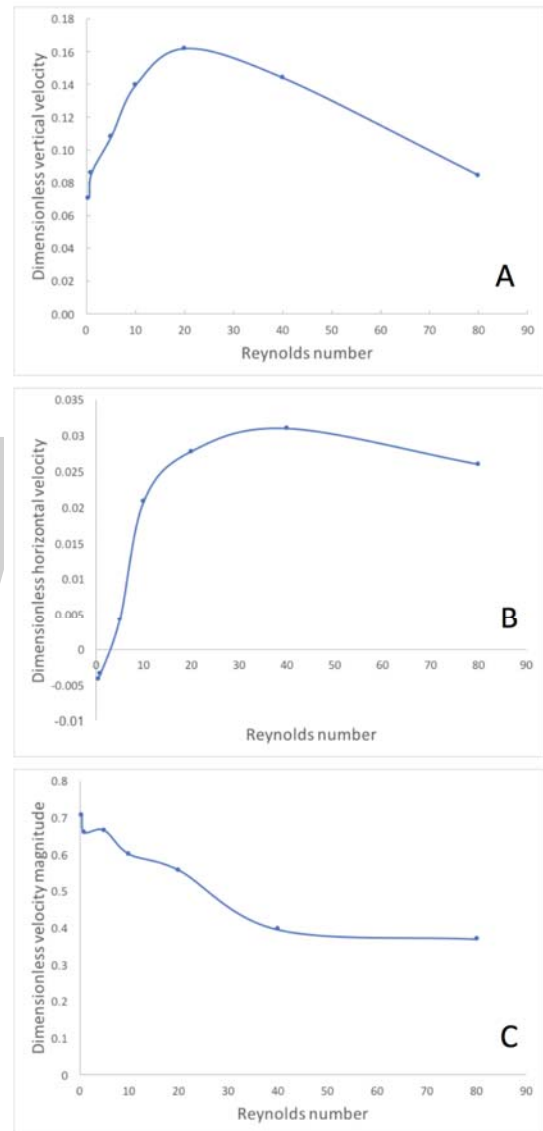 0.18
0.16
0.14
0.12
0.10
0.08
0.06
0.04
0.02
0.00
Dimensionless vertical velocity
0 10 20 30 40 50 60 70 80 90
Reynolds number
A
0.035
0.03
0.025
0.02
0.015
0.01
0.005
0
-0.005
-0.01
Dimensionless horizontal velocity
0 10 20 30 40 50 60 70 80 90
Reynolds number
B
0.8
0.7
0.6
0.5
0.4
0.3
0.2
0.1
0
Dimensionless velocity magnitude
0 10 20 30 40 50 60 70 80 90
Reynolds number
C